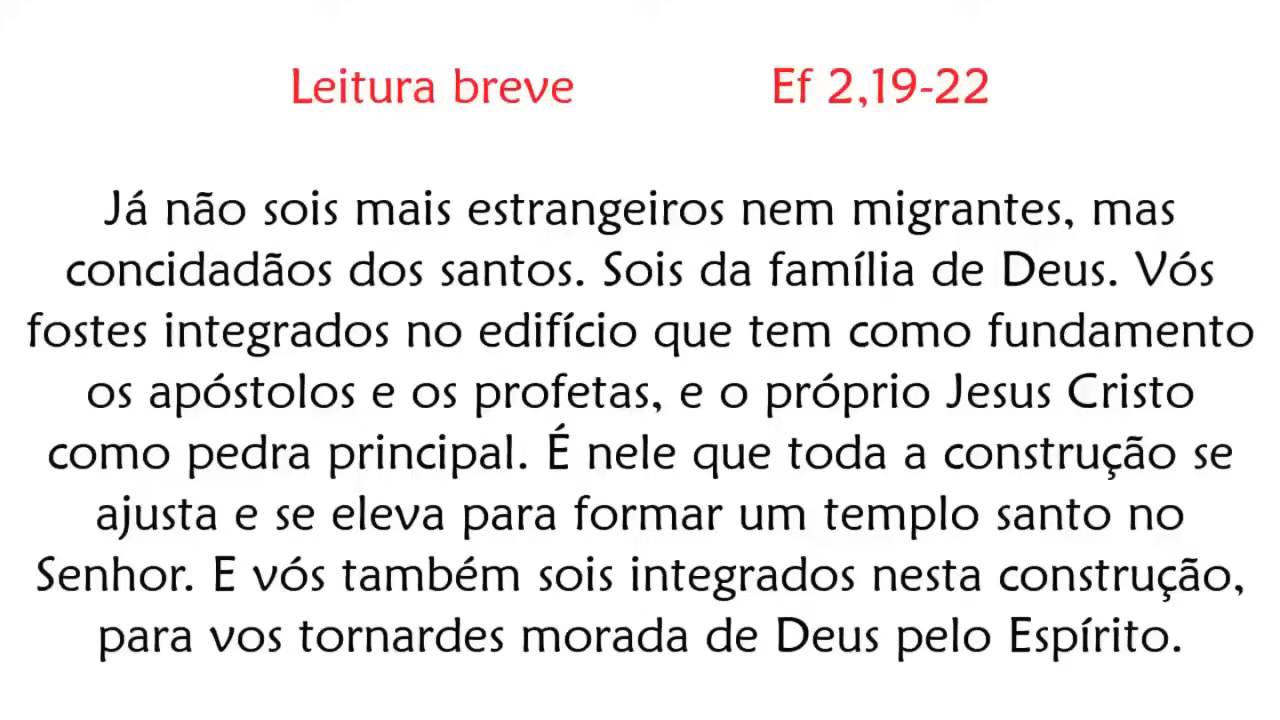 Leitura breve Ef 2,19-22
Já não sois mais estrangeiros nem migrantes, mas
concidadãos dos santos. Sois da família de Deus. Vós
fostes integrados no edifício que tem como fundamento
os apóstolos e os profetas, e o próprio Jesus Cristo
como pedra principal. É nele que toda a construção se
ajusta e se eleva para formar um templo santo no
Senhor. E vós também sois integrados nesta construção,
para vos tornardes morada de Deus pelo Espírito.